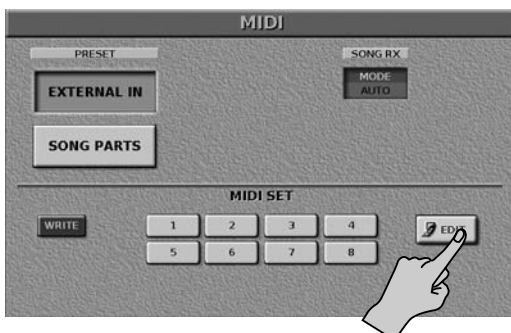 MIDI
PRESET
SONG RX
EXTERNAL IN
MODE
AUTO
SONG PARTS
MIDI SET
WRITE
1 2 3 4
EDIT
5 6 7 8